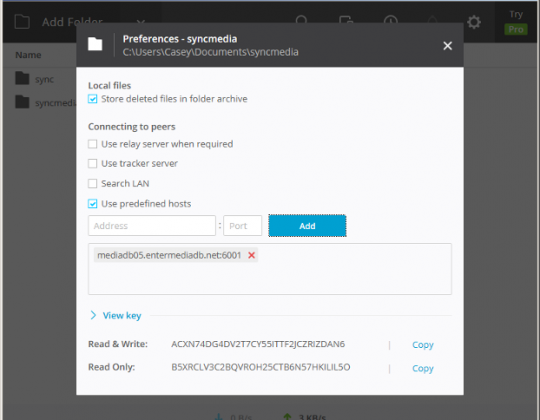 Add Folder
Try
Pro
Name
sync
syncmedia
Preferences - syncmedia
C:\Users\Casey\Documents\syncmedia
Local files
Store deleted files in folder archive
Connecting to peers
Use relay server when required
Use tracker server
Search LAN
Use predefined hosts
Address : Port Add
mediadb05.entermediadb.net:6001
View key
Read & Write: ACXN74DG4DV2T7CY55ITTF2JCZRIZDAN6 | Copy
Read Only: B5XRCLV3C2BQVROH25CTB6N57HKILIL5O | Copy
0 B/s 3 KB/s